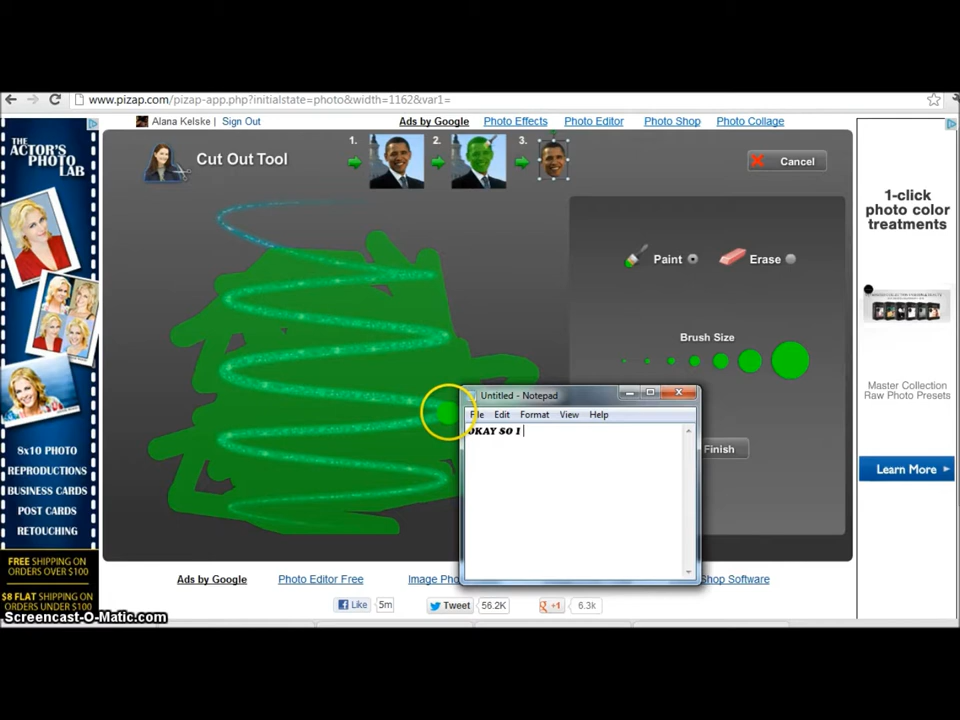 www.pizap.com/pizap-app.php?initialstate=photo&width=1162&var1=
Alana Kelske | Sign Out
Ads by Google
Photo Effects
Photo Editor
Photo Shop
Photo Collage
THE
ACTOR'S
PHOTO
LAB
8x10 PHOTO
REPRODUCTIONS
BUSINESS CARDS
POST CARDS
RETOUCHING
FREE SHIPPING ON
ORDERS OVER $100
$8 FLAT SHIPPING ON
ORDERS UNDER $100
Cut Out Tool
1.
2.
3.
Cancel
Paint
Erase
Brush Size
Finish
Untitled - Notepad
File Edit Format View Help
OKAY SO I
1-click
photo color
treatments
Master Collection
Raw Photo Presets
Learn More
Ads by Google
Photo Editor Free
Image Pho
Shop Software
Like 5m
Tweet 56.2K
+1 6.3k
Screencast-O-Matic.com